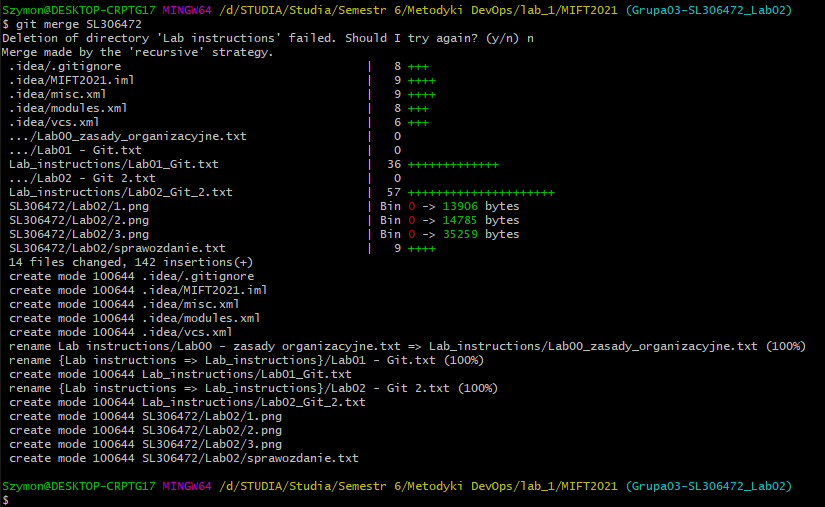 Szymon@DESKTOP-CRPTG17 MINGW64 /d/STUDIA/Studia/Semestr 6/Metodyki DevOps/lab_1/MIFT2021 (Grupa03-SL306472_Lab02)
$ git merge SL306472
Deletion of directory 'Lab instructions' failed. Should I try again? (y/n) n
Merge made by the 'recursive' strategy.
 .idea/.gitignore                                   |   8 +++
 .idea/MIFT2021.iml                                 |   9 ++++
 .idea/misc.xml                                     |   9 ++++
 .idea/modules.xml                                  |   8 +++
 .idea/vcs.xml                                      |   6 +++
 .../Lab00_zasady_organizacyjne.txt                 |   0
 .../Lab01 - Git.txt                                |   0
 Lab_instructions/Lab01_Git.txt                     |  36 +++++++++++++
 .../Lab02 - Git 2.txt                              |   0
 Lab_instructions/Lab02_Git_2.txt                   |  57 +++++++++++++++++++++
 SL306472/Lab02/1.png                               | Bin 0 -> 13906 bytes
 SL306472/Lab02/2.png                               | Bin 0 -> 14785 bytes
 SL306472/Lab02/3.png                               | Bin 0 -> 35259 bytes
 SL306472/Lab02/sprawozdanie.txt                    |   9 ++++
 14 files changed, 142 insertions(+)
 create mode 100644 .idea/.gitignore
 create mode 100644 .idea/MIFT2021.iml
 create mode 100644 .idea/misc.xml
 create mode 100644 .idea/modules.xml
 create mode 100644 .idea/vcs.xml
 rename Lab instructions/Lab00 - zasady organizacyjne.txt => Lab_instructions/Lab00_zasady_organizacyjne.txt (100%)
 rename {Lab instructions => Lab_instructions}/Lab01 - Git.txt (100%)
 create mode 100644 Lab_instructions/Lab01_Git.txt
 rename {Lab instructions => Lab_instructions}/Lab02 - Git 2.txt (100%)
 create mode 100644 Lab_instructions/Lab02_Git_2.txt
 create mode 100644 SL306472/Lab02/1.png
 create mode 100644 SL306472/Lab02/2.png
 create mode 100644 SL306472/Lab02/3.png
 create mode 100644 SL306472/Lab02/sprawozdanie.txt
Szymon@DESKTOP-CRPTG17 MINGW64 /d/STUDIA/Studia/Semestr 6/Metodyki DevOps/lab_1/MIFT2021 (Grupa03-SL306472_Lab02)
$